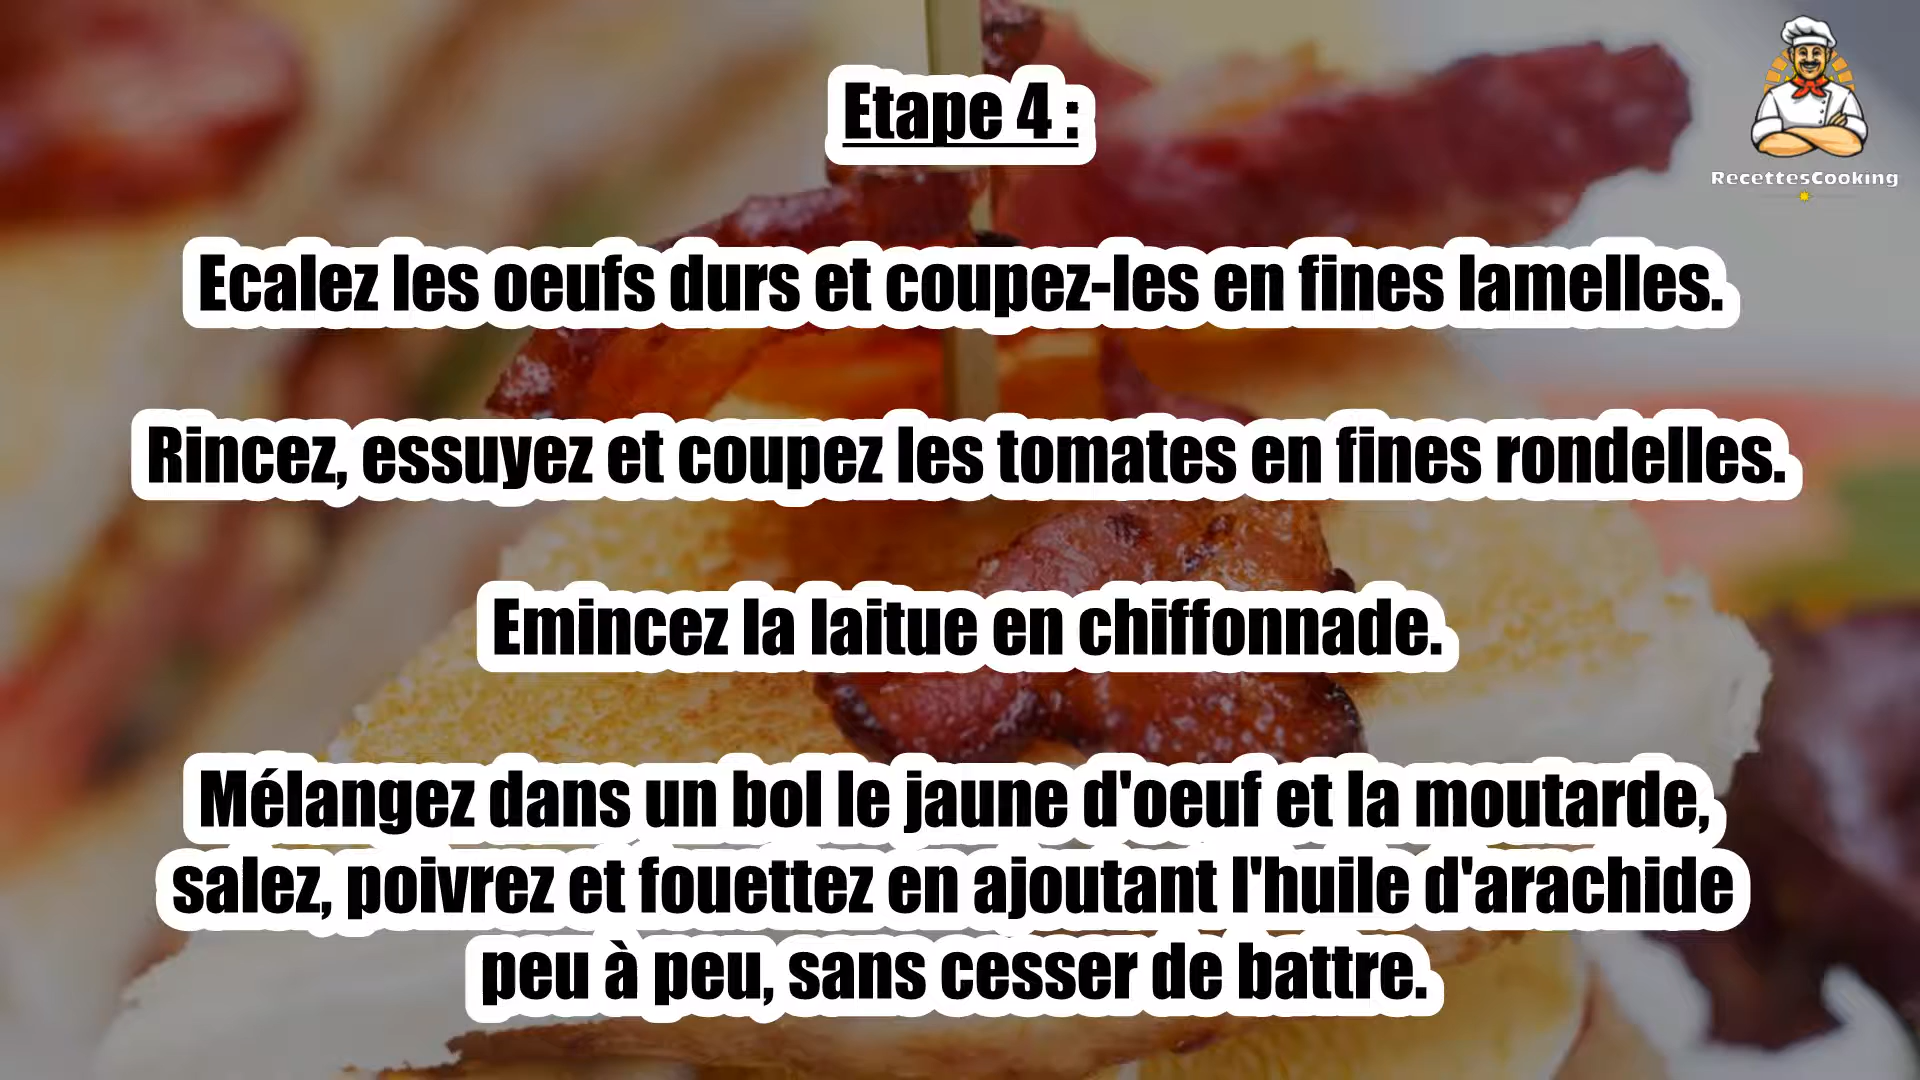 Etape 4 :
RecettesCooking
Ecalez les oeufs durs et coupez-les en fines lamelles.
Rincez, essuyez et coupez les tomates en fines rondelles.
Emincez la laitue en chiffonnade.
Mélangez dans un bol le jaune d'oeuf et la moutarde,
salez, poivrez et fouettez en ajoutant l'huile d'arachide
peu à peu, sans cesser de battre.